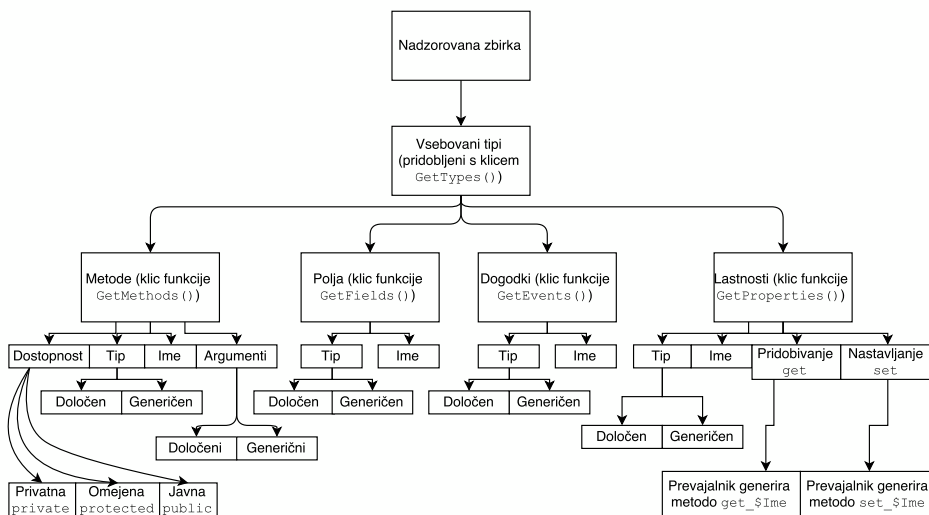 Nadzorovana zbirka
Vsebovani tipi
(pridobljeni s klicem
GetTypes())
Metode (klic funkcije
GetMethods())
Polja (klic funkcije
GetFields())
Dogodki (klic funkcije
GetEvents())
Lastnosti (klic funkcije
GetProperties())
Dostopnost
Tip
Ime
Argumenti
Tip
Ime
Tip
Ime
Tip
Ime
Pridobivanje
get
Nastavljanje
set
Določen
Generičen
Določen
Generičen
Določen
Generičen
Določeni
Generični
Določen
Generičen
Privatna
private
Omejena
protected
Javna
public
Prevajalnik generira
metodo get_$Ime
Prevajalnik generira
metodo set_$Ime